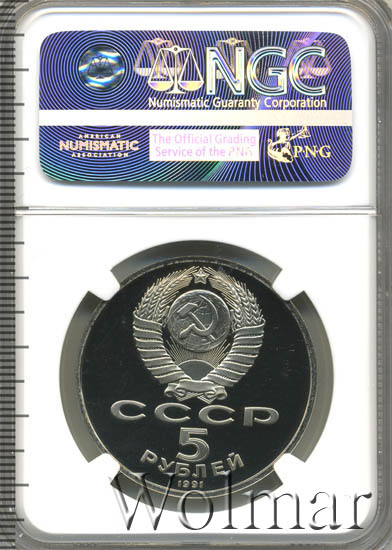 NGC
Numismatic Guaranty Corporation
AMERICAN
NUMISMATIC
ASSOCIATION
The Official Grading
Service of the PNG
PNG
СССР
5
РУБЛЕЙ
1991
Wolmar